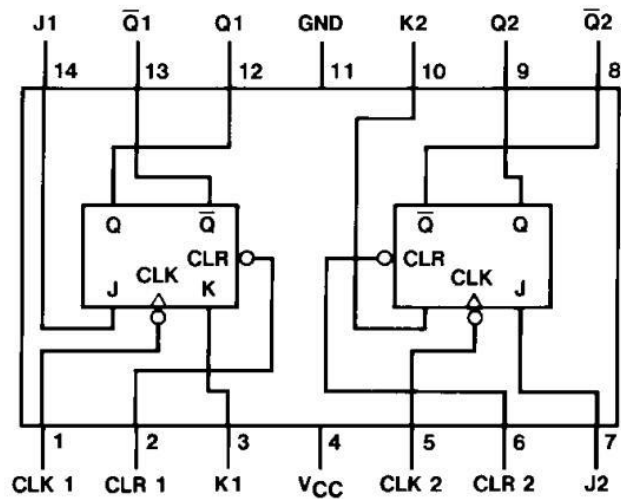 J1 Q̅1 Q1 GND K2 Q2 Q̅2
14 13 12 11 10 9 8
Q Q̅ Q̅ Q
CLR CLR
CLK CLK
J K J
1 2 3 4 5 6 7
CLK 1 CLR 1 K1 VCC CLK 2 CLR 2 J2